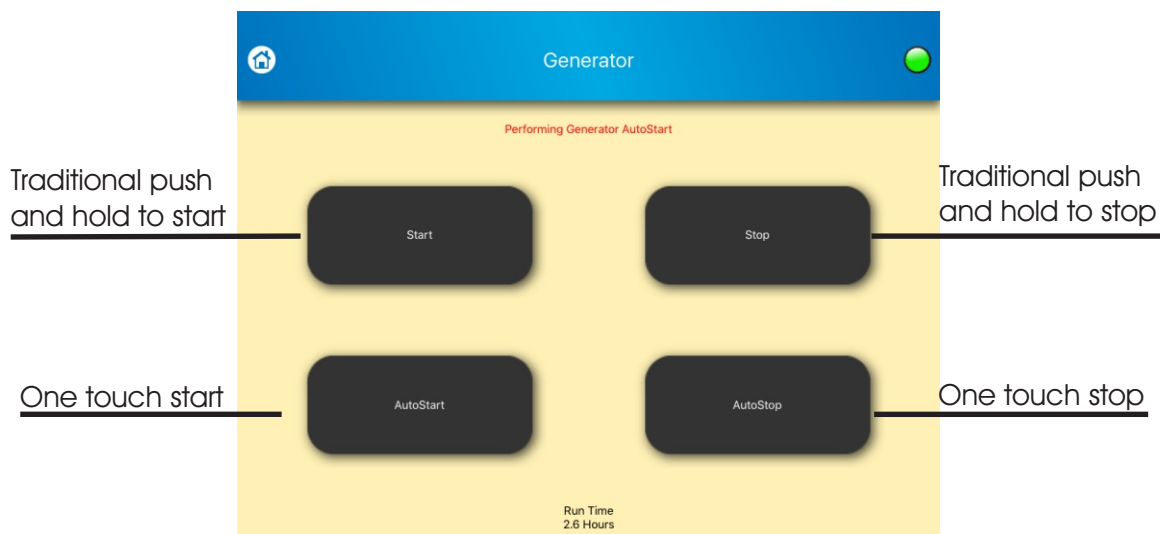 Generator
Performing Generator AutoStart
Traditional push
and hold to start
Start
Stop
Traditional push
and hold to stop
One touch start
AutoStart
AutoStop
One touch stop
Run Time
2.6 Hours